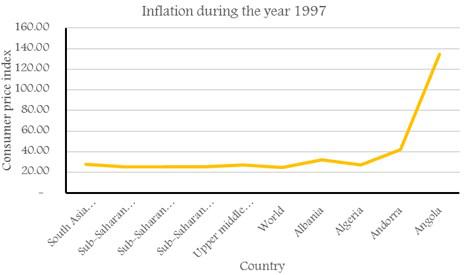 Inflation during the year 1997
Consumer price index
160.00
140.00
120.00
100.00
80.00
60.00
40.00
20.00
-
South Asia...
Sub-Saharan...
Sub-Saharan...
Sub-Saharan...
Upper middle...
World
Albania
Algeria
Andorra
Angola
Country